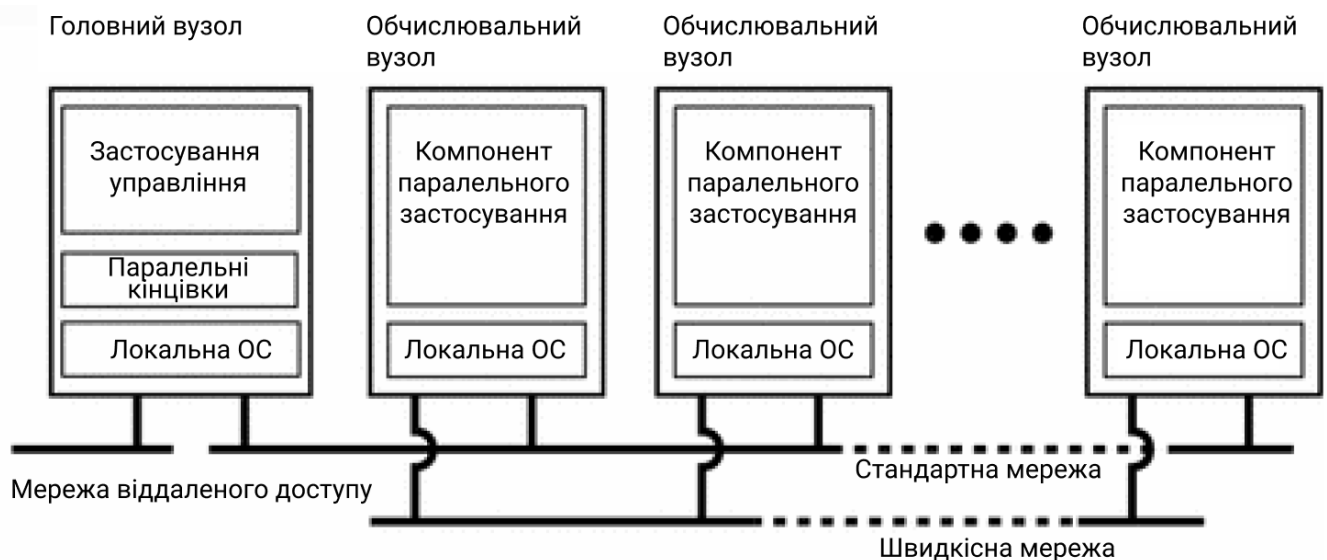 Головний вузол
Обчислювальний
вузол
Обчислювальний
вузол
Обчислювальний
вузол
Застосування
управління
Паралельні
кінцівки
Локальна ОС
Компонент
паралельного
застосування
Локальна ОС
Компонент
паралельного
застосування
Локальна ОС
Компонент
паралельного
застосування
Локальна ОС
Мережа віддаленого доступу
Стандартна мережа
Швидкісна мережа